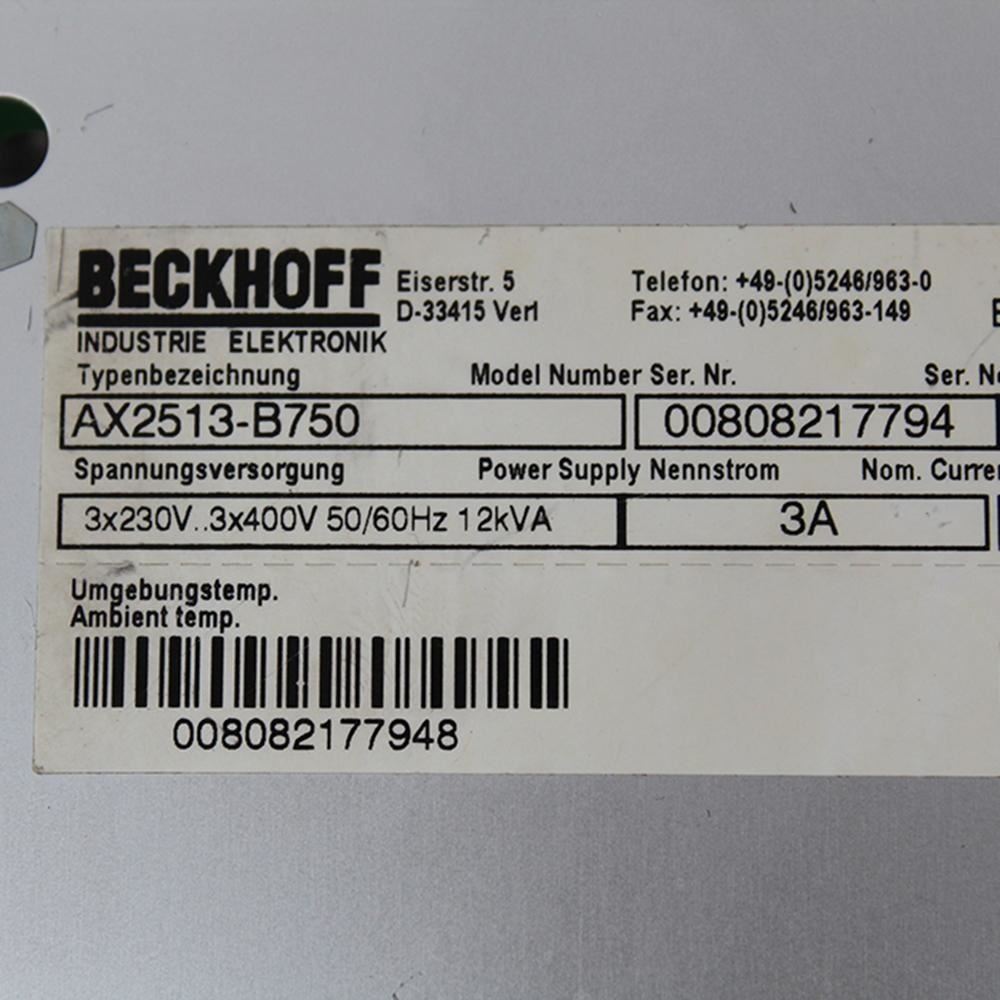 BECKHOFF
INDUSTRIE ELEKTRONIK
Eiserstr. 5
D-33415 Verl
Telefon: +49-(0)5246/963-0
Fax: +49-(0)5246/963-149
Typenbezeichnung Model Number Ser. Nr. Ser.
AX2513-B750 00808217794
Spannungsversorgung Power Supply Nennstrom Nom.
3x230V..3x400V 50/60Hz 12kVA 3A
Umgebungstemp.
Ambient temp.
008082177948